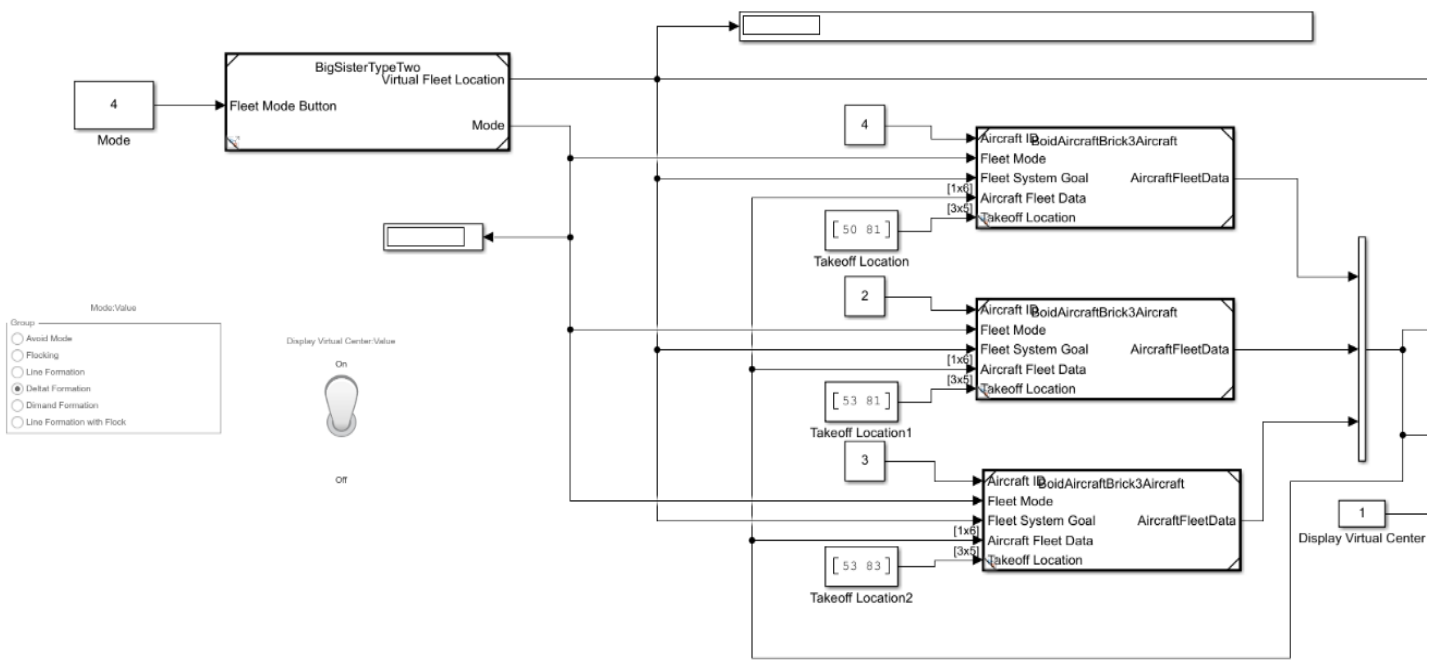 BigSisterTypeTwo
Virtual Fleet Location
4
Fleet Mode Button
Mode
Mode
4
Aircraft ID
BoidAircraftBrick3Aircraft
Fleet Mode
Fleet System Goal
AircraftFleetData
[1x6]
Aircraft Fleet Data
[3x5]
Takeoff Location
[ 50 81 ]
Takeoff Location
2
Aircraft ID
BoidAircraftBrick3Aircraft
Fleet Mode
Fleet System Goal
AircraftFleetData
[1x6]
Aircraft Fleet Data
[3x5]
Takeoff Location
[ 53 81 ]
Takeoff Location1
3
Aircraft ID
BoidAircraftBrick3Aircraft
Fleet Mode
Fleet System Goal
AircraftFleetData
[1x6]
Aircraft Fleet Data
[3x5]
Takeoff Location
[ 53 83 ]
Takeoff Location2
Mode:Value
Group
Avoid Mode
Flocking
Line Formation
Deltat Formation
Dimand Formation
Line Formation with Flock
Display Virtual Center:Value
On
Off
1
Display Virtual Center